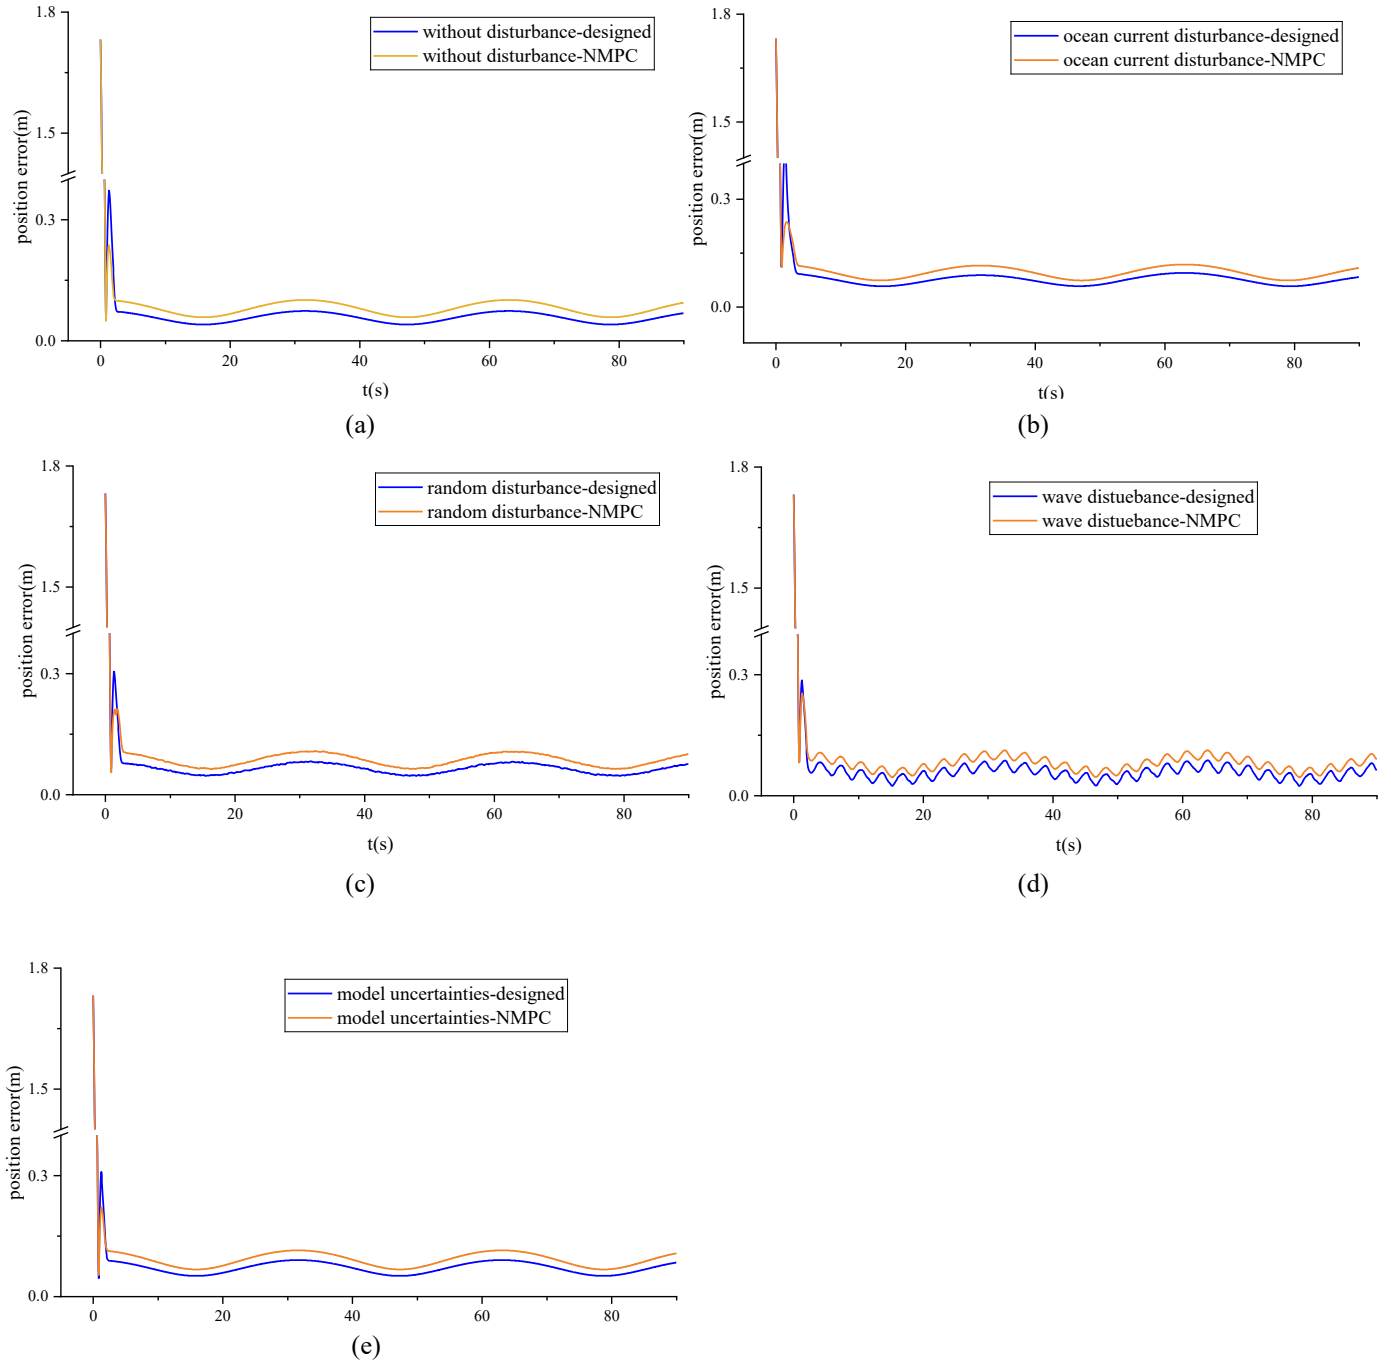 without disturbance-designed
without disturbance-NMPC
position error(m)
1.8
1.5
0.3
0.0
0 20 40 60 80
t(s)
(a)
ocean current disturbance-designed
ocean current disturbance-NMPC
position error(m)
1.8
1.5
0.3
0.0
0 20 40 60 80
t(s)
(b)
random disturbance-designed
random disturbance-NMPC
position error(m)
1.8
1.5
0.3
0.0
0 20 40 60 80
t(s)
(c)
wave distuebance-designed
wave distuebance-NMPC
position error(m)
1.8
1.5
0.3
0.0
0 20 40 60 80
t(s)
(d)
model uncertainties-designed
model uncertainties-NMPC
position error(m)
1.8
1.5
0.3
0.0
0 20 40 60 80
(e)